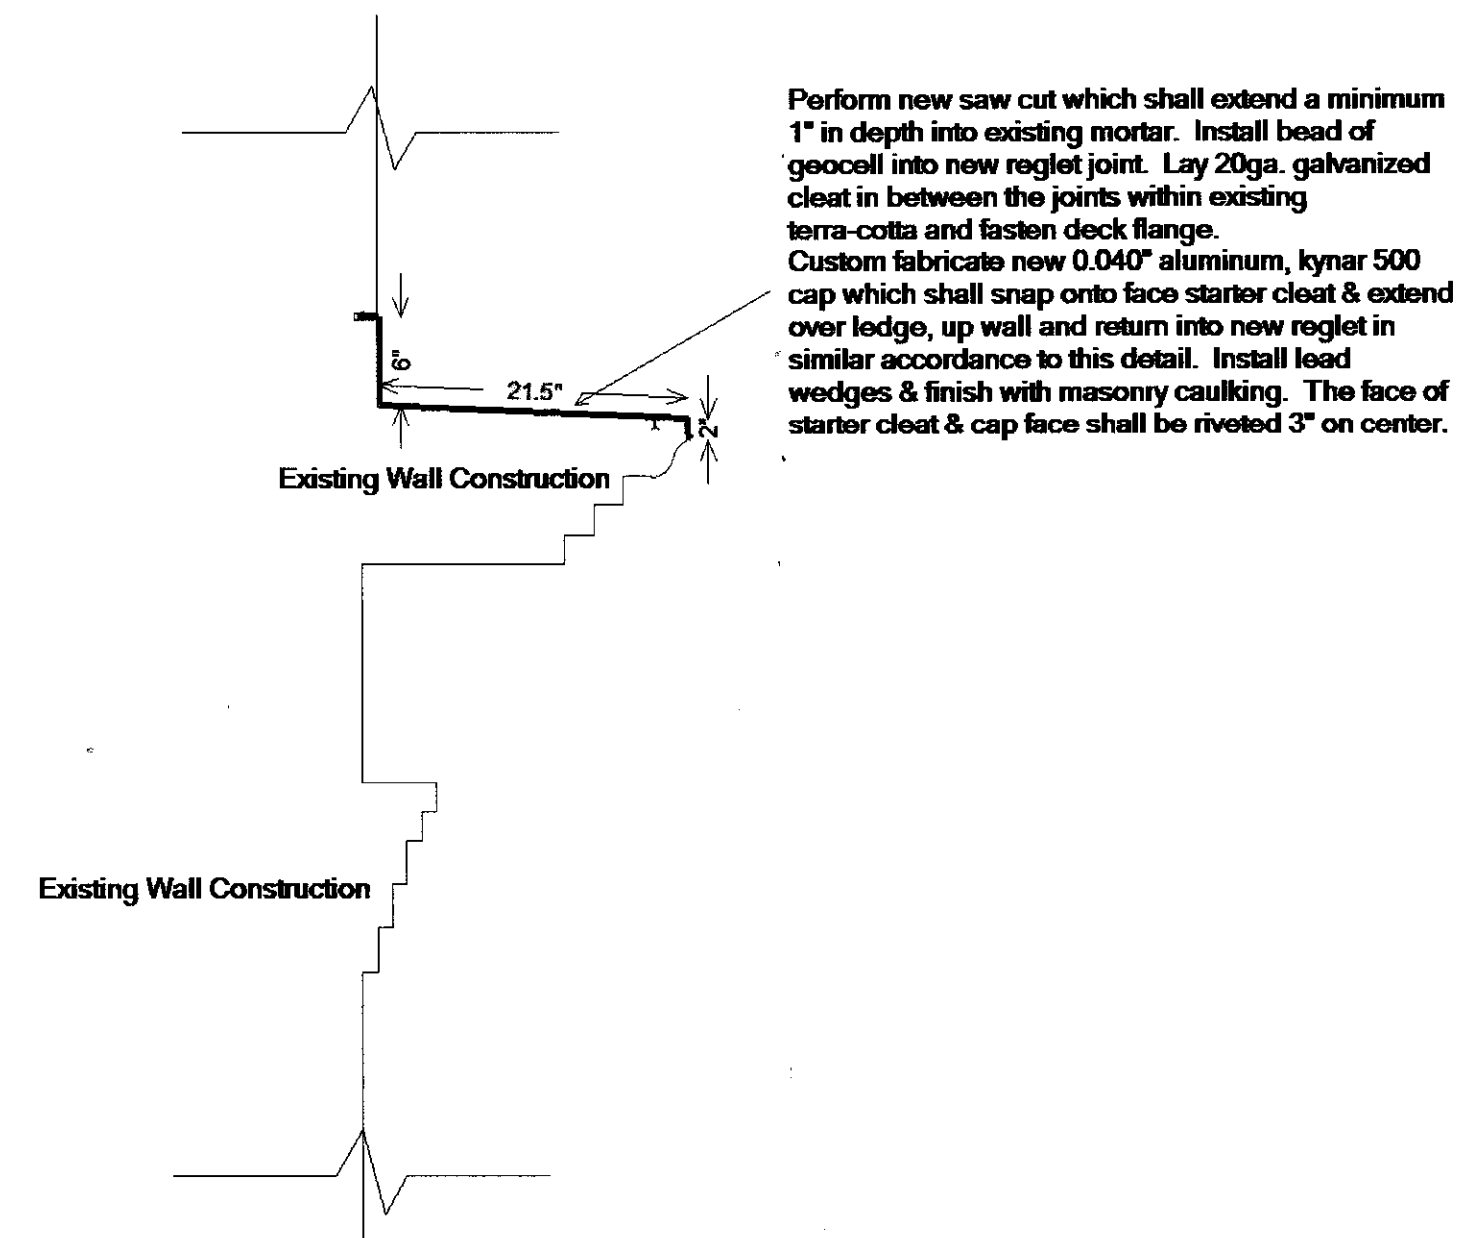 Perform new saw cut which shall extend a minimum
1" in depth into existing mortar. Install bead of
geocell into new reglet joint. Lay 20ga. galvanized
cleat in between the joints within existing
terra-cotta and fasten deck flange.
Custom fabricate new 0.040" aluminum, kynar 500
cap which shall snap onto face starter cleat & extend
over ledge, up wall and return into new reglet in
similar accordance to this detail. Install lead
wedges & finish with masonry caulking. The face of
starter cleat & cap face shall be riveted 3" on center.
6"
21.5"
2"
Existing Wall Construction
Existing Wall Construction